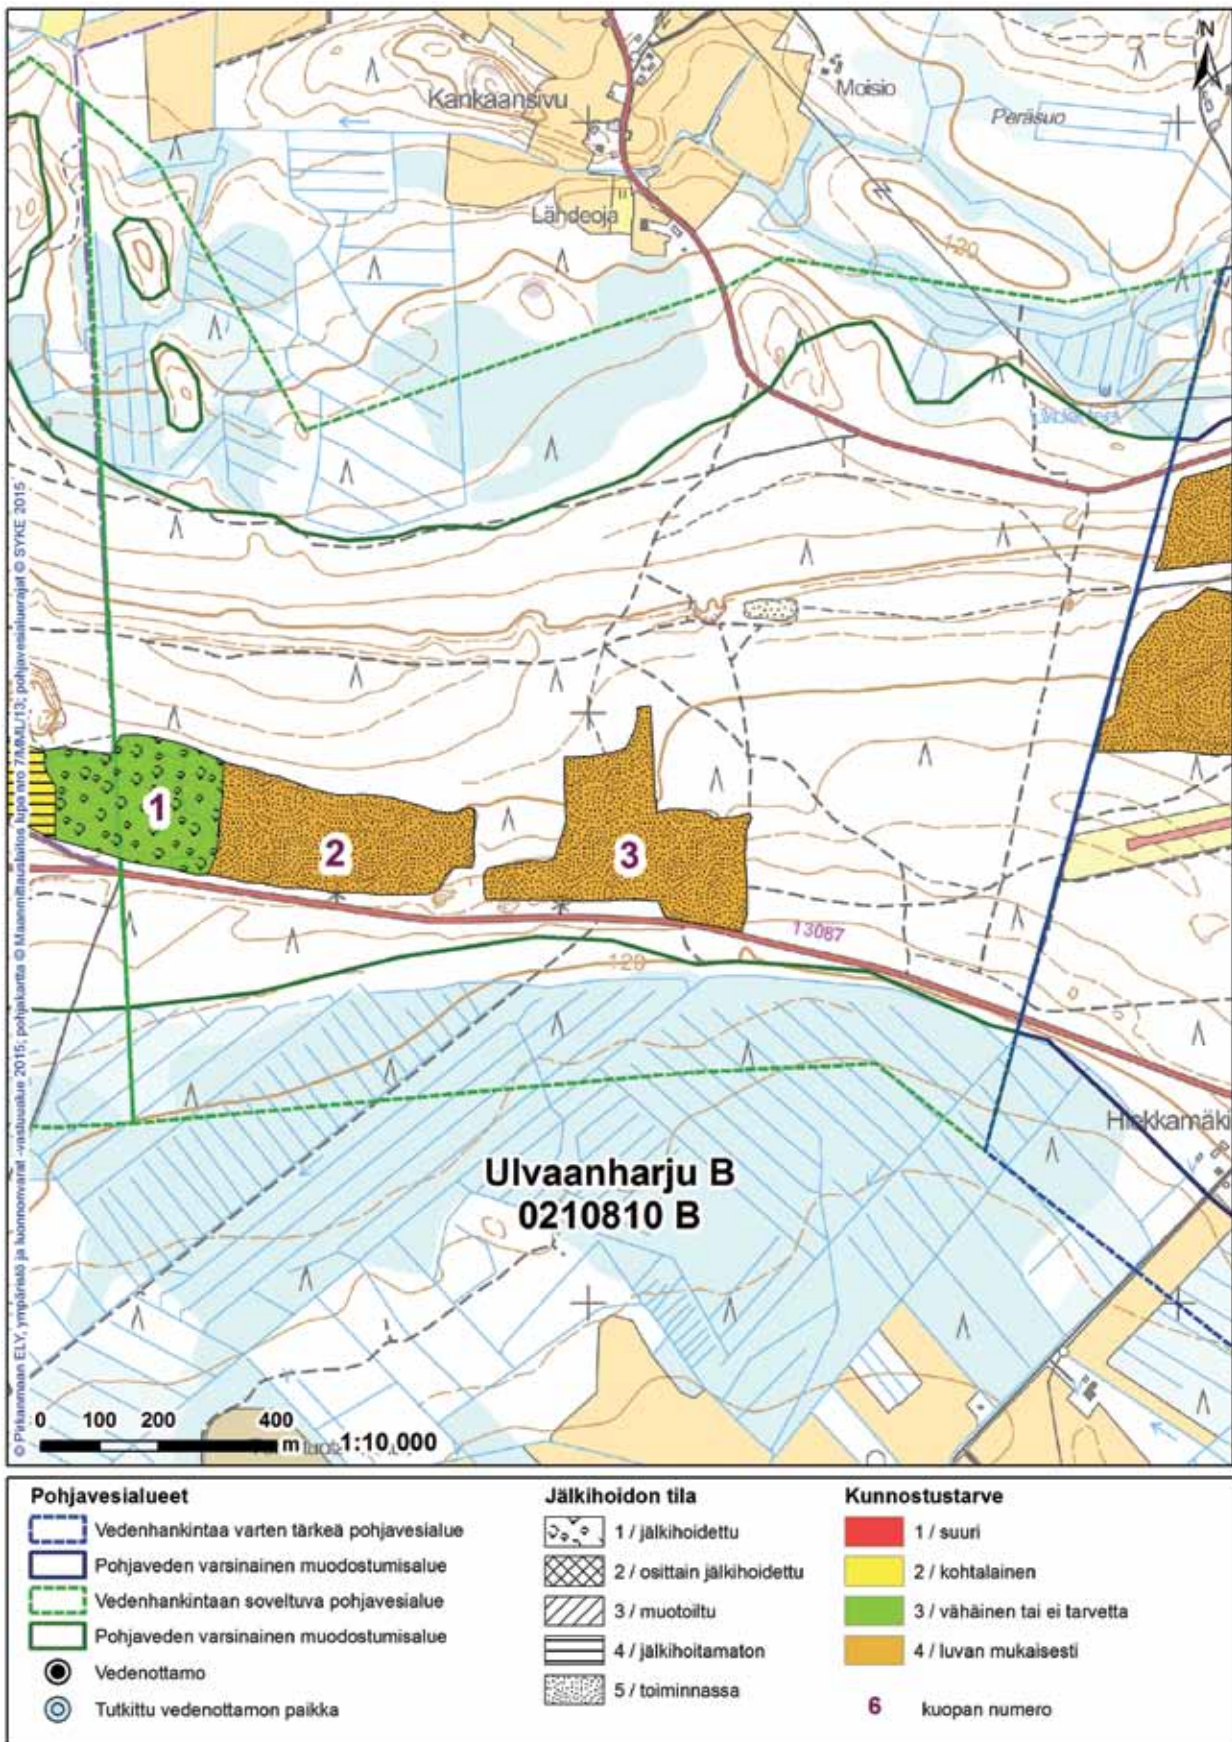 N
Kankaansivu
Moisio
Peräsuo
Lähdeoja
120
1
2
3
13087
120
Hiekkamäki
Ulvaanharju B
0210810 B
© Pirkanmaan ELY, ympäristö ja luonnonvarat -vastuualue 2015; pohjakartta © Maanmittauslaitos lupa nro 7/MML/13; pohjavesialuerajat © SYKE 2015
0 100 200 400
m 1:10 000
Pohjavesialueet
Vedenhankintaa varten tärkeä pohjavesialue
Pohjaveden varsinainen muodostumisalue
Vedenhankintaan soveltuva pohjavesialue
Pohjaveden varsinainen muodostumisalue
Vedenottamo
Tutkittu vedenottamon paikka
Jälkihoidon tila
1 / jälkihoidettu
2 / osittain jälkihoidettu
3 / muotoiltu
4 / jälkihoitamaton
5 / toiminnassa
Kunnostustarve
1 / suuri
2 / kohtalainen
3 / vähäinen tai ei tarvetta
4 / luvan mukaisesti
6 kuopan numero